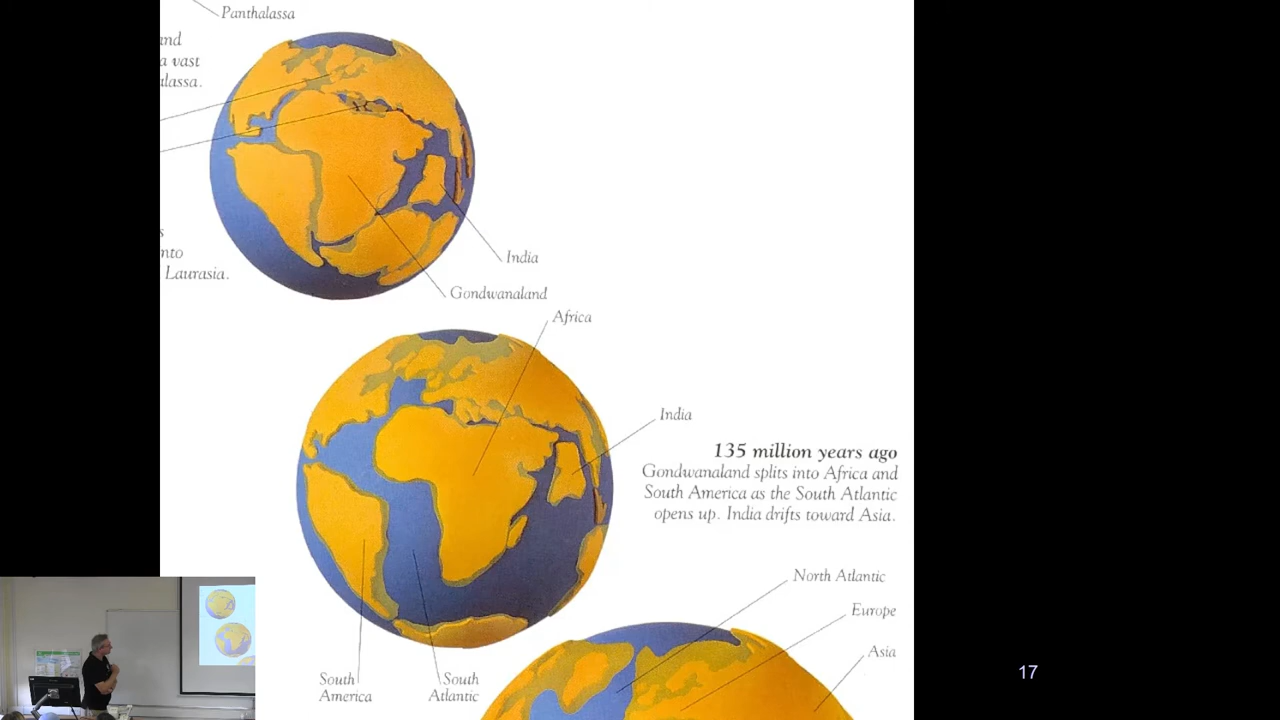 Panthalassa
and
a vast
alassa.
India
s
nto
Laurasia.
Gondwanaland
Africa
India
135 million years ago
Gondwanaland splits into Africa and
South America as the South Atlantic
opens up. India drifts toward Asia.
North Atlantic
Europe
Asia
South
America
South
Atlantic
17